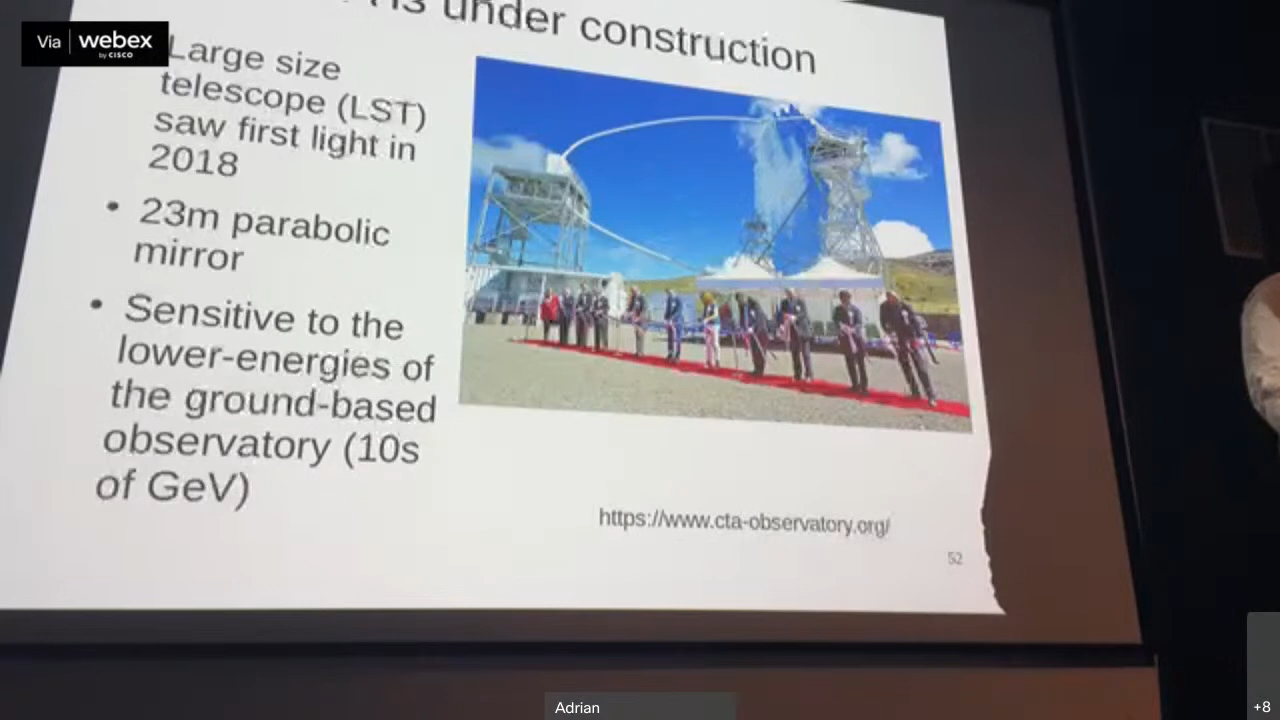 Via webex
by CISCO
under construction
Large size
telescope (LST)
saw first light in
2018
• 23m parabolic
mirror
• Sensitive to the
lower-energies of
the ground-based
observatory (10s
of GeV)
https://www.cta-observatory.org/
52
Adrian
+8